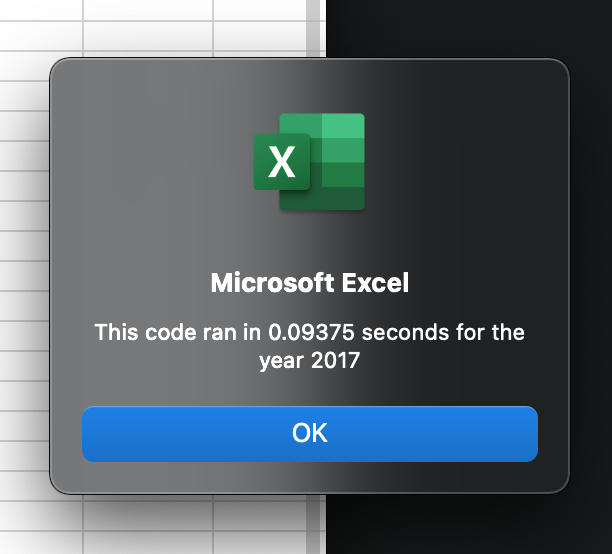 X
Microsoft Excel
This code ran in 0.09375 seconds for the
year 2017
OK